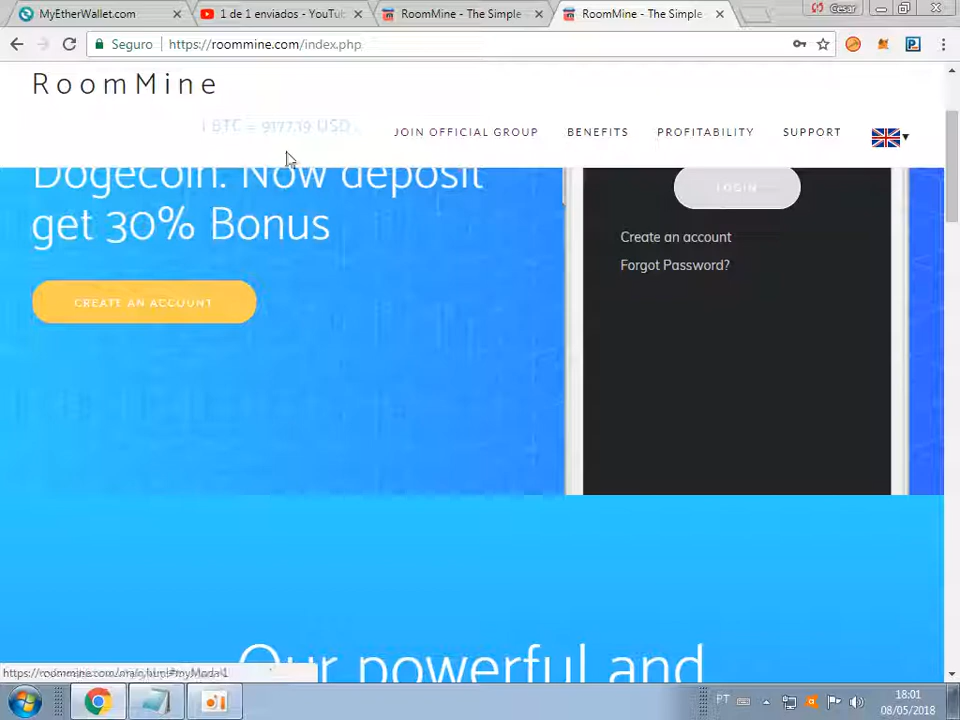 MyEtherWallet.com
1 de 1 enviados - YouTub
RoomMine - The Simple
RoomMine - The Simple
Cesar
Seguro
https://roommine.com/index.php
RoomMine
1 BTC = 9177.19 USD
JOIN OFFICIAL GROUP
BENEFITS
PROFITABILITY
SUPPORT
Dogecoin. Now deposit
get 30% Bonus
CREATE AN ACCOUNT
LOGIN
Create an account
Forgot Password?
Our powerful and
PT
18:01
08/05/2018